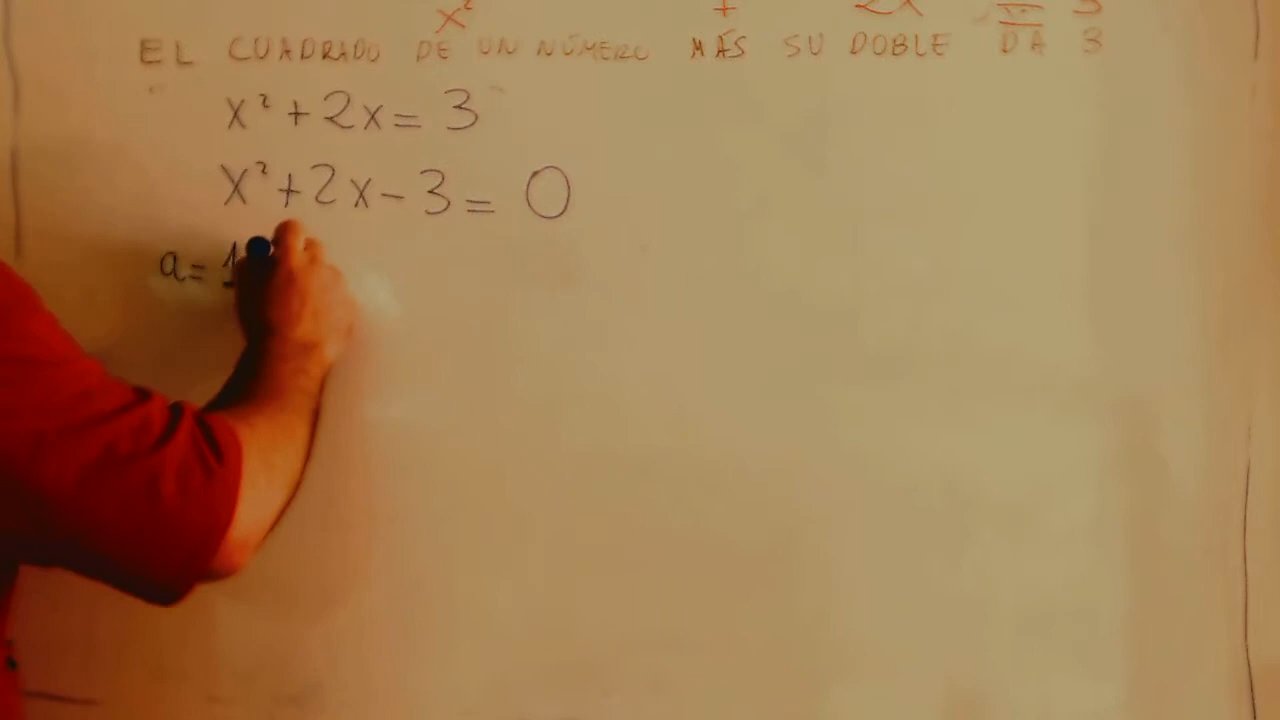 x² + 2x = 3
EL CUADRADO DE UN NÚMERO MÁS SU DOBLE DA 3
x² + 2x = 3
x² + 2x - 3 = 0
a = 1